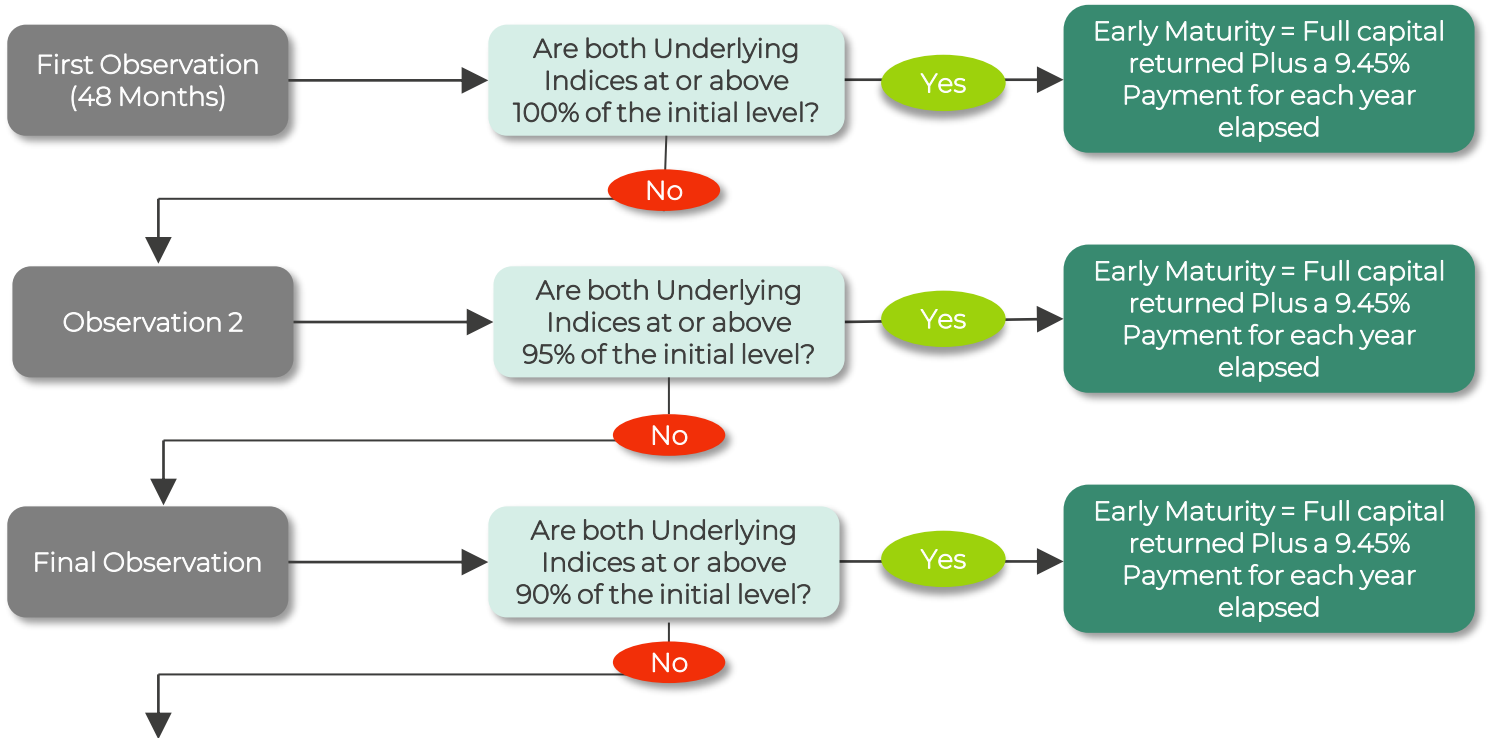 First Observation
(48 Months)
Are both Underlying
Indices at or above
100% of the initial level?
Yes
Early Maturity = Full capital
returned Plus a 9.45%
Payment for each year
elapsed
No
Observation 2
Are both Underlying
Indices at or above
95% of the initial level?
Yes
Early Maturity = Full capital
returned Plus a 9.45%
Payment for each year
elapsed
No
Final Observation
Are both Underlying
Indices at or above
90% of the initial level?
Yes
Early Maturity = Full capital
returned Plus a 9.45%
Payment for each year
elapsed
No